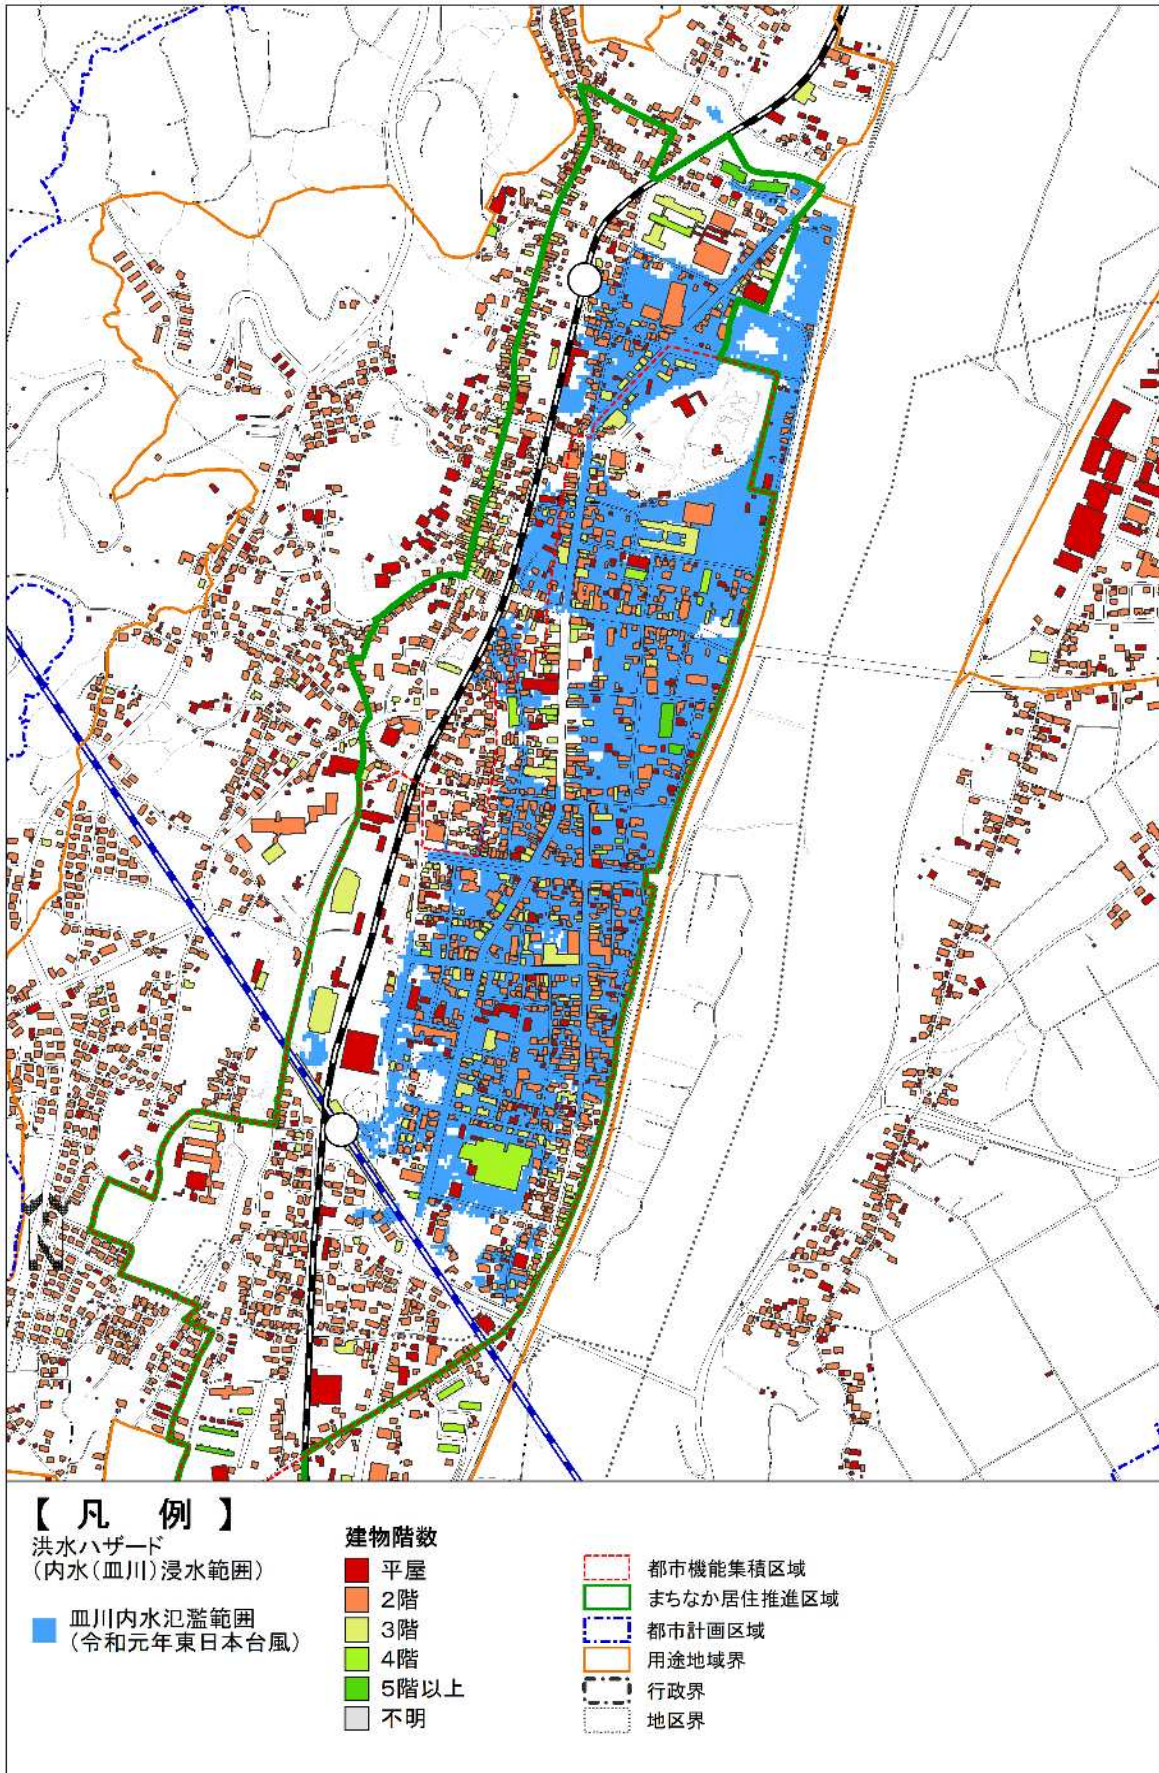 【 凡 例 】
洪水ハザード
（内水（皿川）浸水範囲）
皿川内水氾濫範囲
（令和元年東日本台風）
建物階数
平屋
2階
3階
4階
5階以上
不明
都市機能集積区域
まちなか居住推進区域
都市計画区域
用途地域界
行政界
地区界